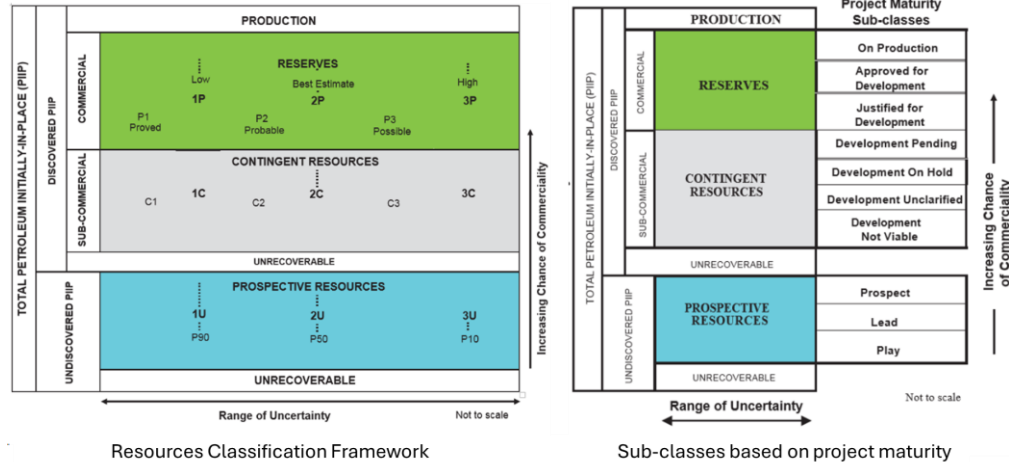 PRODUCTION
TOTAL PETROLEUM INITIALLY-IN-PLACE (PIIP)
DISCOVERED PIIP
COMMERCIAL
RESERVES
Low
Best Estimate
High
1P
2P
3P
P1
Proved
P2
Probable
P3
Possible
SUB-COMMERCIAL
CONTINGENT RESOURCES
1C
2C
3C
C1
C2
C3
UNRECOVERABLE
UNDISCOVERED PIIP
PROSPECTIVE RESOURCES
1U
2U
3U
P90
P50
P10
UNRECOVERABLE
Increasing Chance of Commerciality
Range of Uncertainty
Not to scale
Resources Classification Framework
Project Maturity
Sub-classes
PRODUCTION
TOTAL PETROLEUM INITIALLY-IN-PLACE (PIIP)
DISCOVERED PIIP
COMMERCIAL
RESERVES
On Production
Approved for
Development
Justified for
Development
SUB-COMMERCIAL
CONTINGENT
RESOURCES
Development Pending
Development On Hold
Development Unclarified
Development
Not Viable
UNRECOVERABLE
UNDISCOVERED PIIP
PROSPECTIVE
RESOURCES
Prospect
Lead
Play
UNRECOVERABLE
Increasing Chance
of Commerciality
Range of Uncertainty
Not to scale
Sub-classes based on project maturity